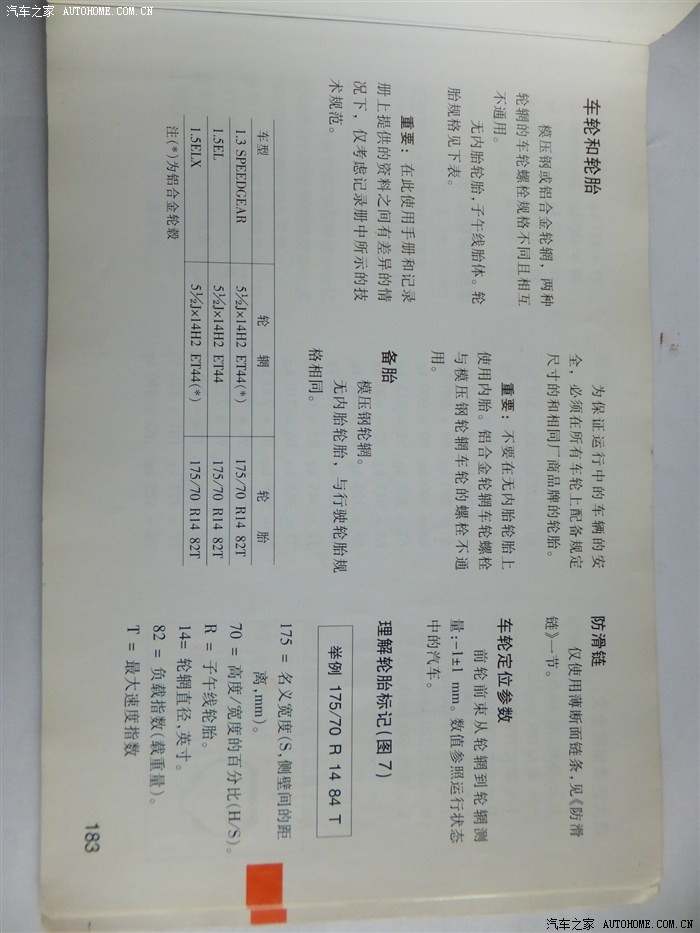 汽车之家 AUTOHOME.COM.CN
车轮和轮胎
模压钢或铝合金轮辋，两种
轮辋的车轮螺栓规格不同且相互
不通用。
无内胎轮胎,子午线胎体。轮
胎规格见下表。
重要：在此使用手册和记录
册上提供的资料之间有差异的情
况下，仅考虑记录册中所示的技
术规范。
为保证运行中的车辆的安
全，必须在所有车轮上配备规定
尺寸的和相同厂商品牌的轮胎。
重要：不要在无内胎轮胎上
使用内胎。铝合金轮辋车轮螺栓
与模压钢轮辋车轮的螺栓不通
用。
备胎
模压钢轮辋。
无内胎轮胎，与行驶轮胎规
格相同。
车型 轮辋 轮胎
1.3 SPEEDGEAR 5½J×14H2 ET44(*) 175/70 R14 82T
1.5EL 5½J×14H2 ET44 175/70 R14 82T
1.5ELX 5½J×14H2 ET44(*) 175/70 R14 82T
注(*)为铝合金轮毂
防滑链
仅使用薄断面链条,见《防滑
链》一节。
车轮定位参数
前轮前束从轮辋到轮辋测
量:-1±1 mm。数值参照运行状态
中的汽车。
理解轮胎标记(图 7)
举例 175/70 R 14 84 T
175 = 名义宽度(S,侧壁间的距
离,mm)。
70 = 高度/宽度的百分比(H/S)。
R = 子午线轮胎。
14= 轮辋直径,英寸。
82 = 负载指数(载重量)。
T = 最大速度指数
183
汽车之家 AUTOHOME.COM.CN